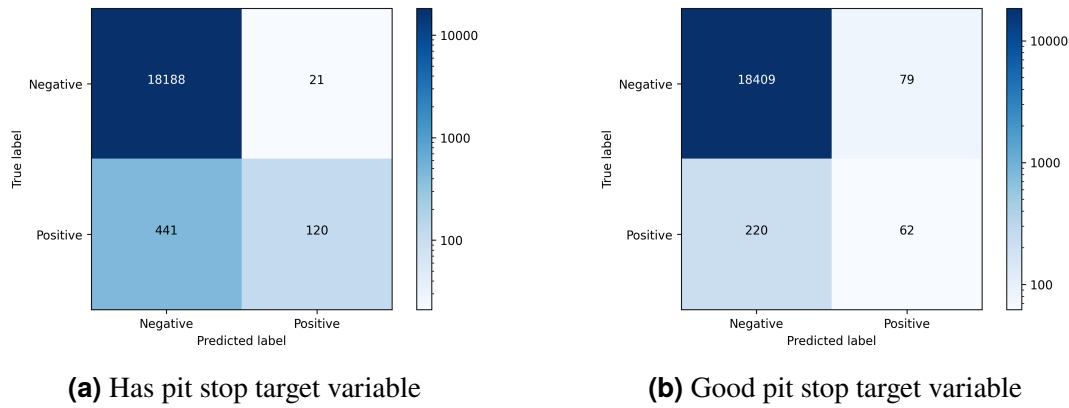 Negative
Positive
True label
18188
21
441
120
Negative
Positive
Predicted label
10000
1000
100
(a) Has pit stop target variable
Negative
Positive
True label
18409
79
220
62
Negative
Positive
Predicted label
10000
1000
100
(b) Good pit stop target variable